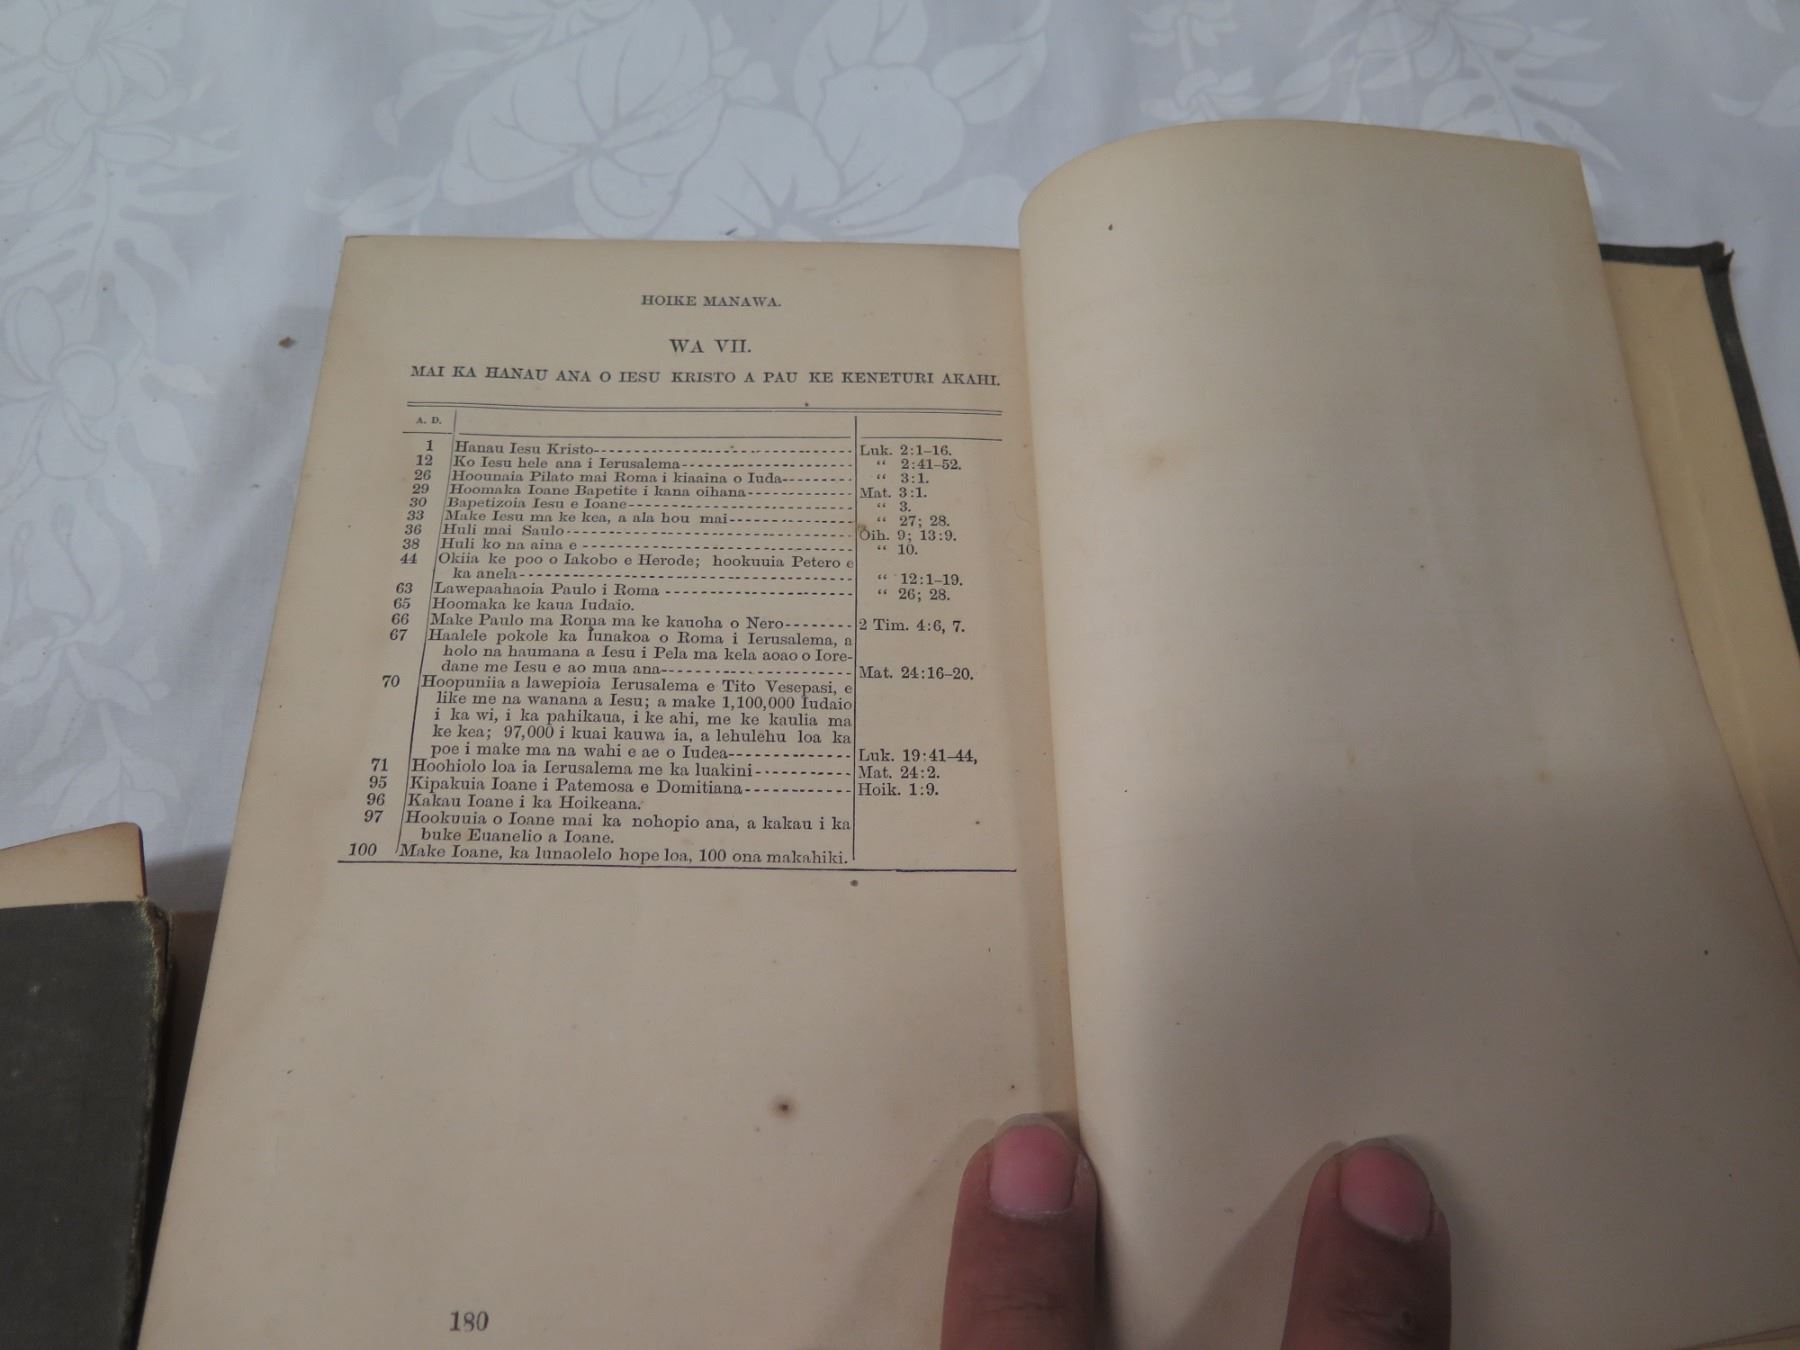 HOIKE MANAWA.
WA VII.
MAI KA HANAU ANA O IESU KRISTO A PAU KE KENETURI AKAHI.
A. D.
1 Hanau Iesu Kristo Luk. 2:1–16.
12 Ko Iesu hele ana i Ierusalema “ 2:41–52.
26 Hoounaia Pilato mai Roma i kiaaina o Iuda “ 3:1.
29 Hoomaka Ioane Bapetite i kana oihana Mat. 3:1.
30 Bapetizoia Iesu e Ioane “ 3.
33 Make Iesu ma ke kea, a ala hou mai “ 27; 28.
36 Huli mai Saulo Oih. 9; 13:9.
38 Huli ko na aina e “ 10.
44 Okiia ke poo o Iakobo e Herode; hookuuia Petero e
ka anela “ 12:1–19.
63 Lawepaahaoia Paulo i Roma “ 26; 28.
65 Hoomaka ke kaua Iudaio.
66 Make Paulo ma Roma ma ke kauoha o Nero 2 Tim. 4:6, 7.
67 Haalele pokole ka lunakoa o Roma i Ierusalema, a
holo na haumana a Iesu i Pela ma kela aoao o Iore-
dane me Iesu e ao mua ana Mat. 24:16–20.
70 Hoopuniia a lawepioia Ierusalema e Tito Vesepasi, e
like me na wanana a Iesu; a make 1,100,000 Iudaio
i ka wi, i ka pahikaua, i ke ahi, me ke kaulia ma
ke kea; 97,000 i kuai kauwa ia, a lehulehu loa ka
poe i make ma na wahi e ae o Iudea Luk. 19:41–44,
71 Hoohiolo loa ia Ierusalema me ka luakini Mat. 24:2.
95 Kipakuia Ioane i Patemosa e Domitiana Hoik. 1:9.
96 Kakau Ioane i ka Hoikeana.
97 Hookuuia o Ioane mai ka nohopio ana, a kakau i ka
buke Euanelio a Ioane.
100 Make Ioane, ka lunaolelo hope loa, 100 ona makahiki.
180